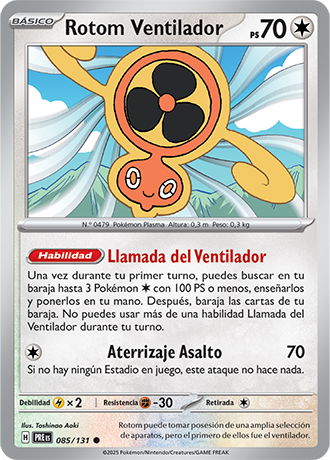 BÁSICO Rotom Ventilador PS 70
N.º 0479 Pokémon Plasma Altura: 0,3 m Peso: 0,3 kg
Habilidad Llamada del Ventilador
Una vez durante tu primer turno, puedes buscar en
tu baraja hasta 3 Pokémon con 100 PS o menos, enseñarlos
y ponerlos en tu mano. Después, baraja las cartas de tu
baraja. No puedes usar más de una habilidad Llamada del
Ventilador durante tu turno.
Aterrizaje Asalto 70
Si no hay ningún Estadio en juego, este ataque no hace nada.
Debilidad × 2 Resistencia -30 Retirada
Ilus. Toshinao Aoki
H PRE ES 085/131
Rotom puede tomar posesión de una amplia selección
de aparatos, pero el primero de ellos fue el ventilador.
©2025 Pokémon/Nintendo/Creatures/GAME FREAK